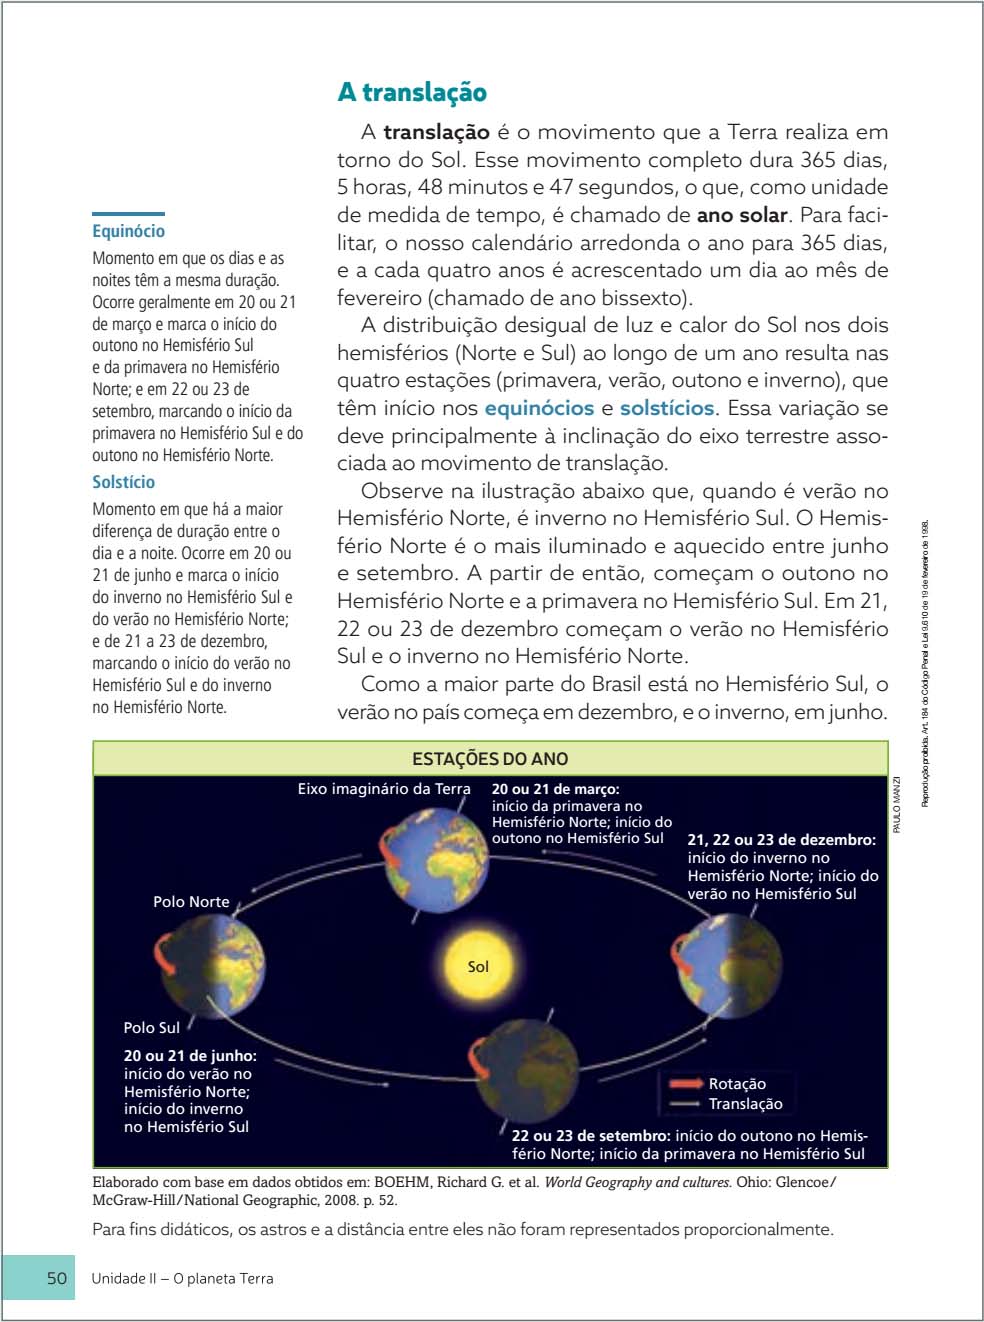 A translação
A translação é o movimento que a Terra realiza em
torno do Sol. Esse movimento completo dura 365 dias,
5 horas, 48 minutos e 47 segundos, o que, como unidade
de medida de tempo, é chamado de ano solar. Para faci-
litar, o nosso calendário arredonda o ano para 365 dias,
e a cada quatro anos é acrescentado um dia ao mês de
fevereiro (chamado de ano bissexto).
A distribuição desigual de luz e calor do Sol nos dois
hemisférios (Norte e Sul) ao longo de um ano resulta nas
quatro estações (primavera, verão, outono e inverno), que
têm início nos equinócios e solstícios. Essa variação se
deve principalmente à inclinação do eixo terrestre asso-
ciada ao movimento de translação.
Observe na ilustração abaixo que, quando é verão no
Hemisfério Norte, é inverno no Hemisfério Sul. O Hemis-
fério Norte é o mais iluminado e aquecido entre junho
e setembro. A partir de então, começam o outono no
Hemisfério Norte e a primavera no Hemisfério Sul. Em 21,
22 ou 23 de dezembro começam o verão no Hemisfério
Sul e o inverno no Hemisfério Norte.
Como a maior parte do Brasil está no Hemisfério Sul, o
verão no país começa em dezembro, e o inverno, em junho.
Equinócio
Momento em que os dias e as
noites têm a mesma duração.
Ocorre geralmente em 20 ou 21
de março e marca o início do
outono no Hemisfério Sul
e da primavera no Hemisfério
Norte; e em 22 ou 23 de
setembro, marcando o início da
primavera no Hemisfério Sul e do
outono no Hemisfério Norte.
Solstício
Momento em que há a maior
diferença de duração entre o
dia e a noite. Ocorre em 20 ou
21 de junho e marca o início
do inverno no Hemisfério Sul e
do verão no Hemisfério Norte;
e de 21 a 23 de dezembro,
marcando o início do verão no
Hemisfério Sul e do inverno
no Hemisfério Norte.
Reprodução proibida. Art. 184 do Código Penal e Lei 9.610 de 19 de fevereiro de 1998.
ESTAÇÕES DO ANO
PAULO MANZI
Eixo imaginário da Terra
20 ou 21 de março:
início da primavera no
Hemisfério Norte; início do
outono no Hemisfério Sul
21, 22 ou 23 de dezembro:
início do inverno no
Hemisfério Norte; início do
verão no Hemisfério Sul
Polo Norte
Sol
Polo Sul
20 ou 21 de junho:
início do verão no
Hemisfério Norte;
início do inverno
no Hemisfério Sul
Rotação
Translação
22 ou 23 de setembro: início do outono no Hemis-
fério Norte; início da primavera no Hemisfério Sul
Elaborado com base em dados obtidos em: BOEHM, Richard G. et al. World Geography and cultures. Ohio: Glencoe/
McGraw-Hill/National Geographic, 2008. p. 52.
Para fins didáticos, os astros e a distância entre eles não foram representados proporcionalmente.
50 Unidade II – O planeta Terra